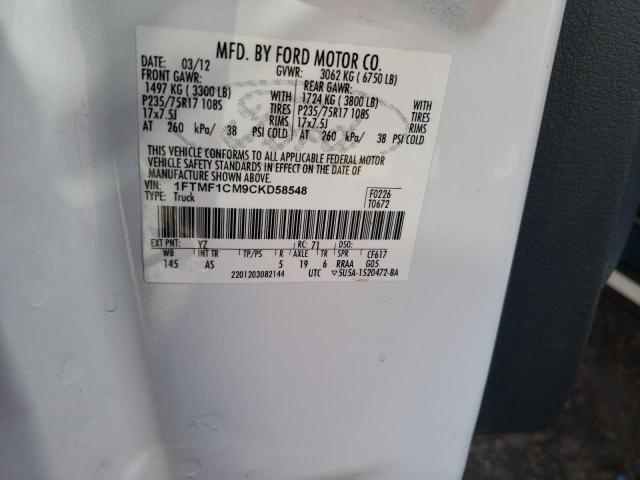 MFD. BY FORD MOTOR CO.
DATE: 03/12 GVWR: 3062 KG ( 6750 LB)
FRONT GAWR: REAR GAWR:
1497 KG ( 3300 LB) 1724 KG ( 3800 LB)
P235/75R17 108S TIRES P235/75R17 108S TIRES
17x7.5J RIMS 17x7.5J RIMS
AT 260 kPa/ 38 PSI COLD AT 260 kPa/ 38 PSI COLD
THIS VEHICLE CONFORMS TO ALL APPLICABLE FEDERAL MOTOR
VEHICLE SAFETY STANDARDS IN EFFECT ON THE DATE OF
MANUFACTURE SHOWN ABOVE.
VIN: 1FTMF1CM9CKD58548
TYPE: Truck
F0226
T0672
EXT PNT: YZ RC: 71 DSO:
WB INT TR TP/PS R AXLE TR SPR CF617
145 AS 5 19 6 RRAA G05
2201203082144 UTC ▽5U5A-1520472-BA
Ford